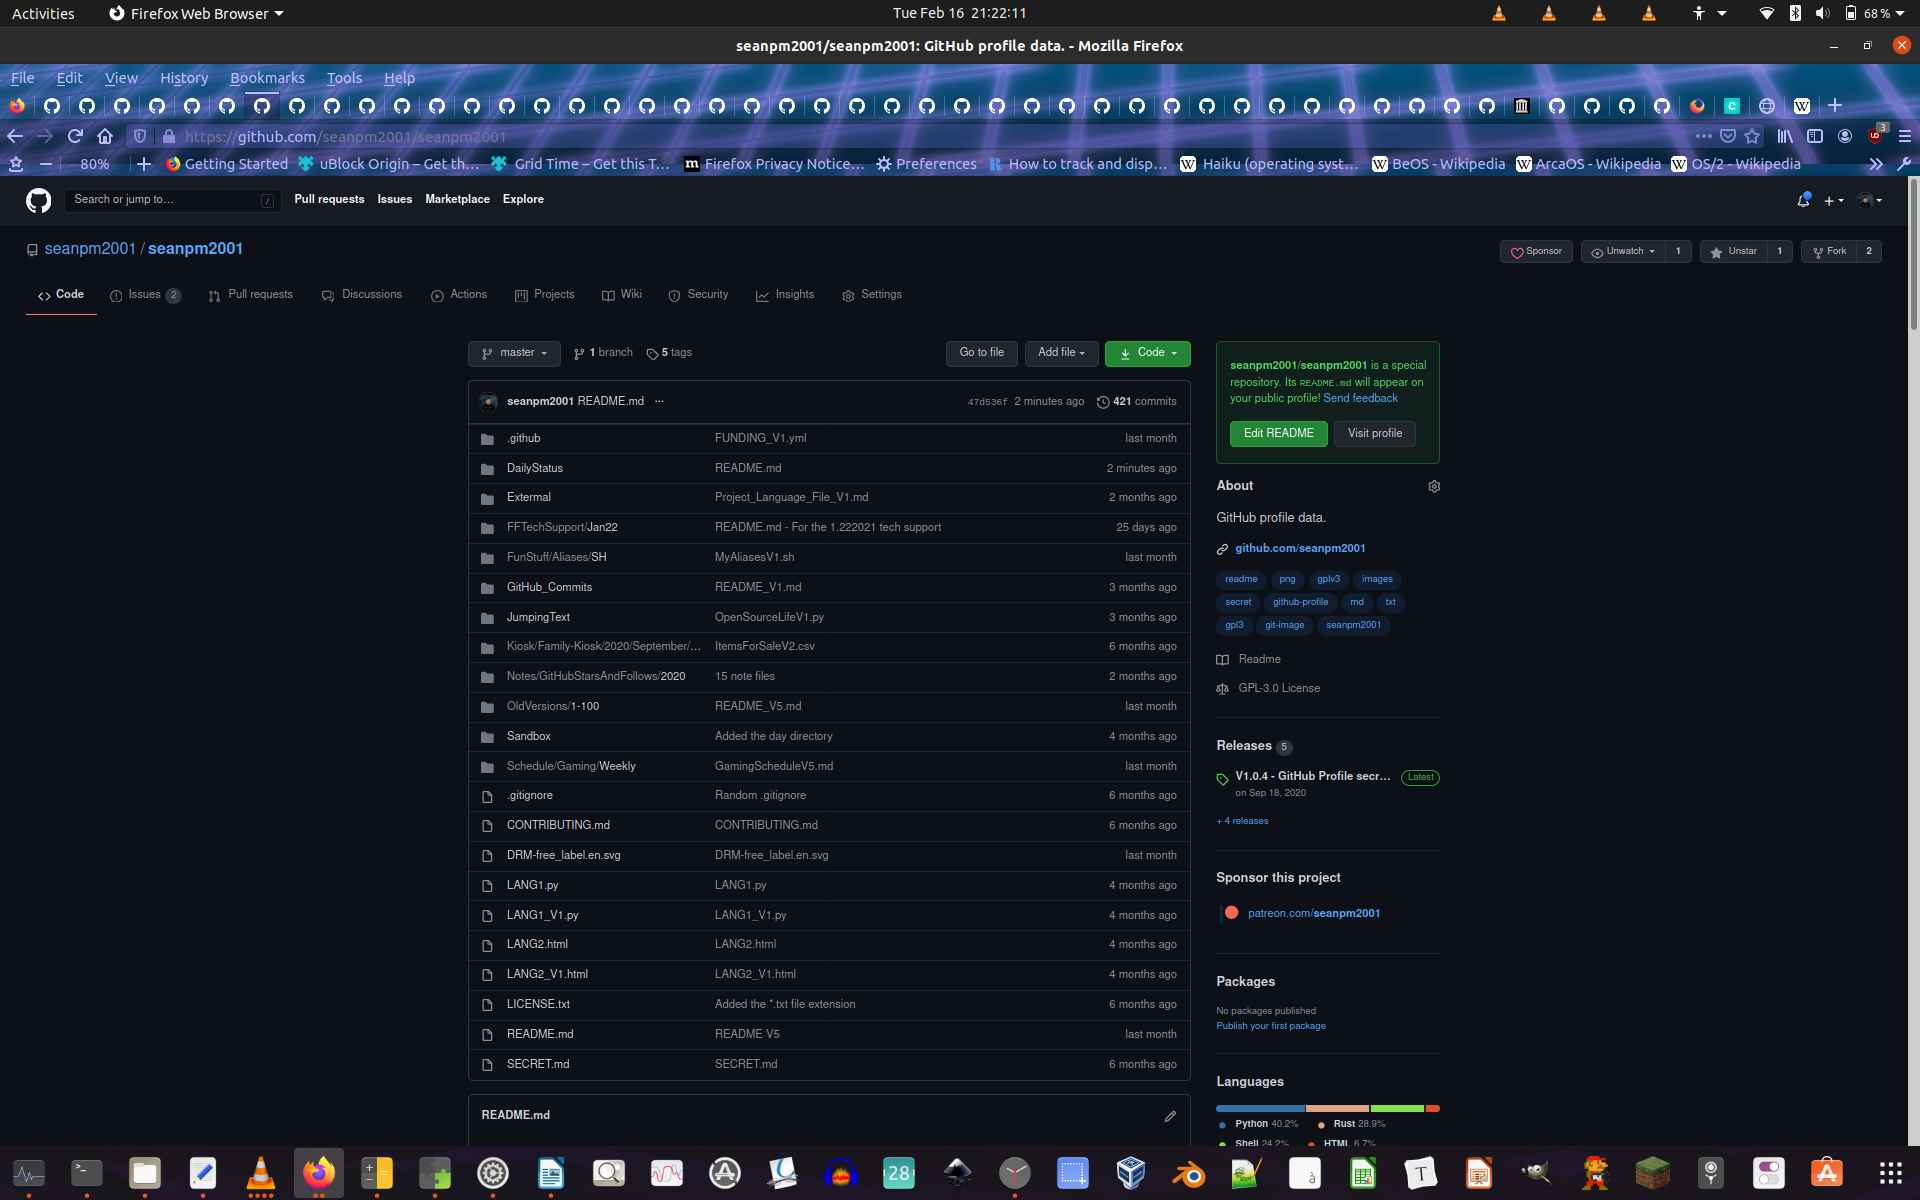 Activities Firefox Web Browser Tue Feb 16 21:22:11 68 %
seanpm2001/seanpm2001: GitHub profile data. - Mozilla Firefox
File Edit View History Bookmarks Tools Help
https://github.com/seanpm2001/seanpm2001 3
80% Getting Started uBlock Origin – Get th… Grid Time – Get this T… Firefox Privacy Notice… Preferences How to track and disp… Haiku (operating syst… BeOS - Wikipedia ArcaOS - Wikipedia OS/2 - Wikipedia
Search or jump to… / Pull requests Issues Marketplace Explore
seanpm2001 / seanpm2001 Sponsor Unwatch 1 Unstar 1 Fork 2
Code Issues 2 Pull requests Discussions Actions Projects Wiki Security Insights Settings
master 1 branch 5 tags Go to file Add file Code
seanpm2001 README.md ... 47d536f 2 minutes ago 421 commits
.github FUNDING_V1.yml last month
DailyStatus README.md 2 minutes ago
Extermal Project_Language_File_V1.md 2 months ago
FFTechSupport/Jan22 README.md - For the 1.222021 tech support 25 days ago
FunStuff/Aliases/SH MyAliasesV1.sh last month
GitHub_Commits README_V1.md 3 months ago
JumpingText OpenSourceLifeV1.py 3 months ago
Kiosk/Family-Kiosk/2020/September/… ItemsForSaleV2.csv 6 months ago
Notes/GitHubStarsAndFollows/2020 15 note files 2 months ago
OldVersions/1-100 README_V5.md last month
Sandbox Added the day directory 4 months ago
Schedule/Gaming/Weekly GamingScheduleV5.md last month
.gitignore Random .gitignore 6 months ago
CONTRIBUTING.md CONTRIBUTING.md 6 months ago
DRM-free_label.en.svg DRM-free_label.en.svg last month
LANG1.py LANG1.py 4 months ago
LANG1_V1.py LANG1_V1.py 4 months ago
LANG2.html LANG2.html 4 months ago
LANG2_V1.html LANG2_V1.html 4 months ago
LICENSE.txt Added the *.txt file extension 6 months ago
README.md README V5 last month
SECRET.md SECRET.md 6 months ago
README.md
seanpm2001/seanpm2001 is a special
repository. Its README.md will appear on
your public profile! Send feedback
Edit README Visit profile
About
GitHub profile data.
github.com/seanpm2001
readme png gplv3 images
secret github-profile md txt
gpl3 git-image seanpm2001
Readme
GPL-3.0 License
Releases 5
V1.0.4 - GitHub Profile secr… Latest
on Sep 18, 2020
+ 4 releases
Sponsor this project
patreon.com/seanpm2001
Packages
No packages published
Publish your first package
Languages
Python 40.2% Rust 28.9%
Shell 24.2% HTML 6.7%
28